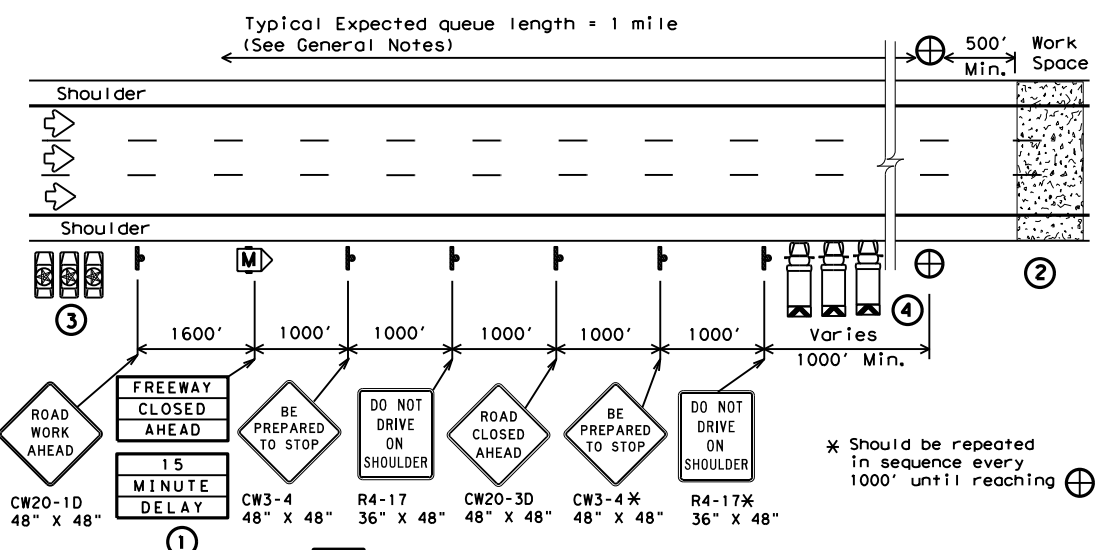 Typical Expected queue length = 1 mile
(See General Notes)
500' Work
Min. Space
Shoulder
Shoulder
M
3
4
2
1600' 1000' 1000' 1000' 1000' 1000' Varies
1000' Min.
ROAD
WORK
AHEAD
CW20-1D
48" X 48"
FREEWAY
CLOSED
AHEAD
15
MINUTE
DELAY
1
BE
PREPARED
TO STOP
CW3-4
48" X 48"
DO NOT
DRIVE
ON
SHOULDER
R4-17
36" X 48"
ROAD
CLOSED
AHEAD
CW20-3D
48" X 48"
BE
PREPARED
TO STOP
CW3-4*
48" X 48"
DO NOT
DRIVE
ON
SHOULDER
R4-17*
36" X 48"
* Should be repeated
in sequence every
1000' until reaching